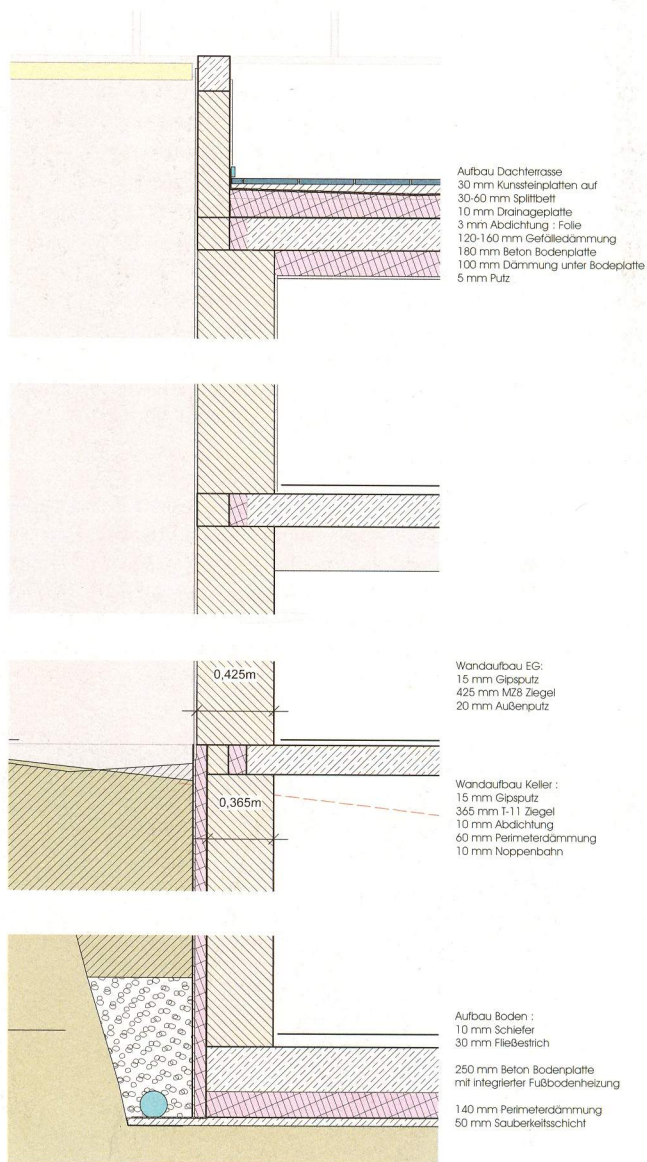 Aufbau Dachterrasse
30 mm Kunssteinplatten auf
30-60 mm Splittbett
10 mm Drainageplatte
3 mm Abdichtung : Folie
120-160 mm Gefälledämmung
180 mm Beton Bodenplatte
100 mm Dämmung unter Bodeplatte
5 mm Putz
0,425m
Wandaufbau EG:
15 mm Gipsputz
425 mm MZ8 Ziegel
20 mm Außenputz
0,365m
Wandaufbau Keller :
15 mm Gipsputz
365 mm T-11 Ziegel
10 mm Abdichtung
60 mm Perimeterdämmung
10 mm Noppenbahn
Aufbau Boden :
10 mm Schiefer
30 mm Fließestrich
250 mm Beton Bodenplatte
mit integrierter Fußbodenheizung
140 mm Perimeterdämmung
50 mm Sauberkeitsschicht